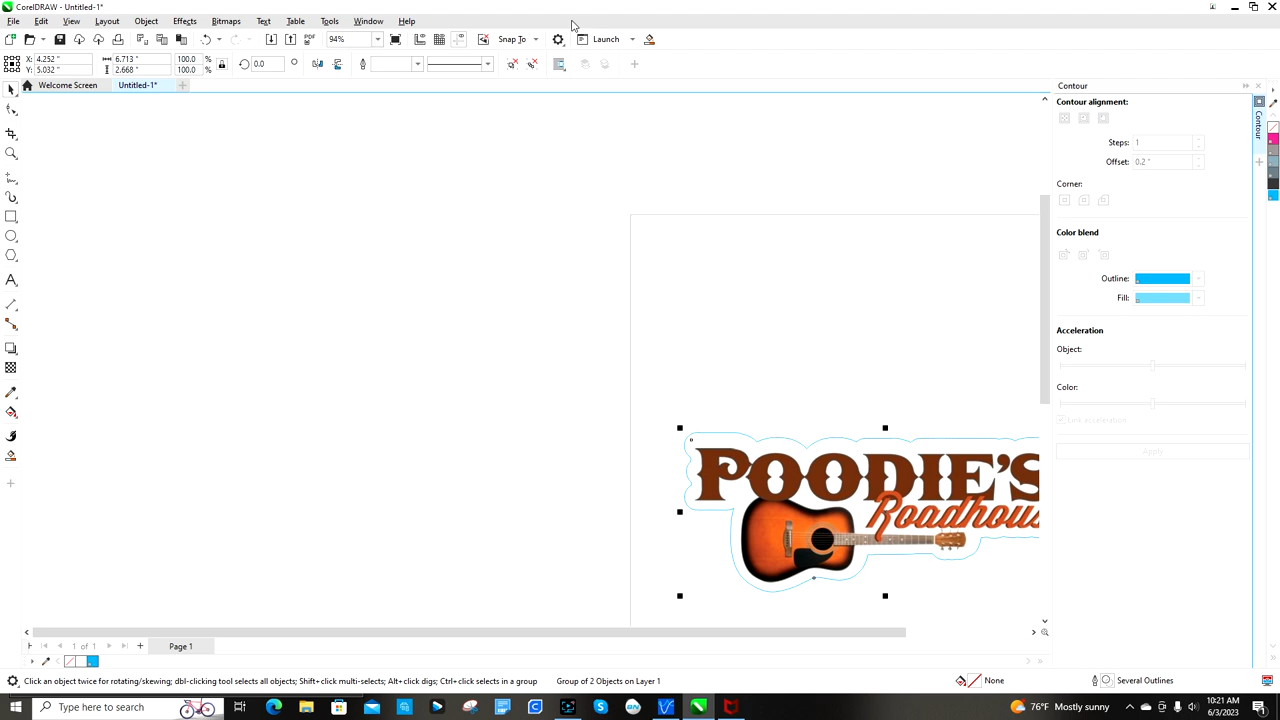 CorelDRAW - Untitled-1*
File Edit View Layout Object Effects Bitmaps Text Table Tools Window Help
PDF 94% Snap To Launch
X: 4.252 " 6.713 " 100.0 % 0.0
Y: 5.032 " 2.668 " 100.0 %
Welcome Screen Untitled-1*
Contour
Contour alignment:
Contour
Steps: 1
Offset: 0.2 "
Corner:
Color blend
Outline:
Fill:
Acceleration
Object:
Color:
Link acceleration
Apply
POODIE'S
Roadhous
1 of 1 Page 1
Click an object twice for rotating/skewing; dbl-clicking tool selects all objects; Shift+click multi-selects; Alt+click digs; Ctrl+click selects in a group Group of 2 Objects on Layer 1 None Several Outlines
Type here to search 76°F Mostly sunny 10:21 AM
6/3/2023